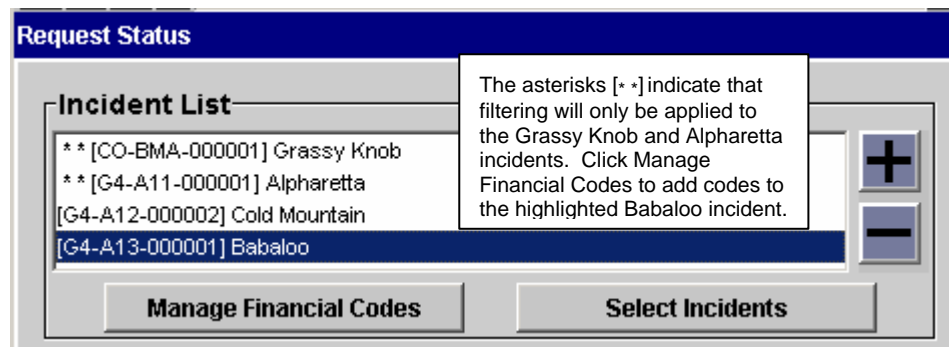 Request Status
Incident List
The asterisks [* *] indicate that
filtering will only be applied to
the Grassy Knob and Alpharetta
incidents. Click Manage
Financial Codes to add codes to
the highlighted Babaloo incident.
* * [CO-BMA-000001] Grassy Knob
* * [G4-A11-000001] Alpharetta
[G4-A12-000002] Cold Mountain
[G4-A13-000001] Babaloo
+
−
Manage Financial Codes
Select Incidents